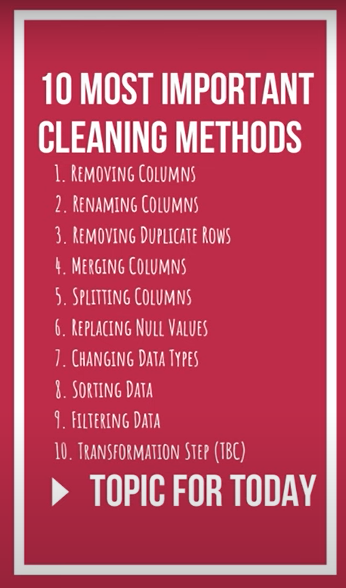 10 MOST IMPORTANT
CLEANING METHODS
1. REMOVING COLUMNS
2. RENAMING COLUMNS
3. REMOVING DUPLICATE ROWS
4. MERGING COLUMNS
5. SPLITTING COLUMNS
6. REPLACING NULL VALUES
7. CHANGING DATA TYPES
8. SORTING DATA
9. FILTERING DATA
10. TRANSFORMATION STEP (TBC)
TOPIC FOR TODAY